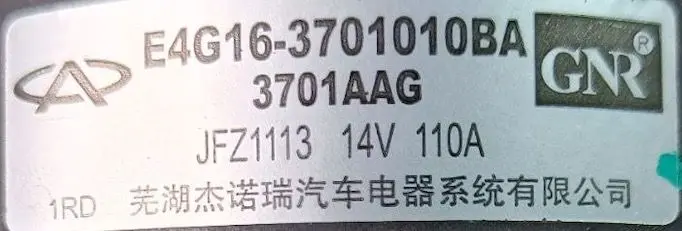 E4G16-3701010BA
GNR®
3701AAG
JFZ1113 14V 110A
1RD 芜湖杰诺瑞汽车电器系统有限公司